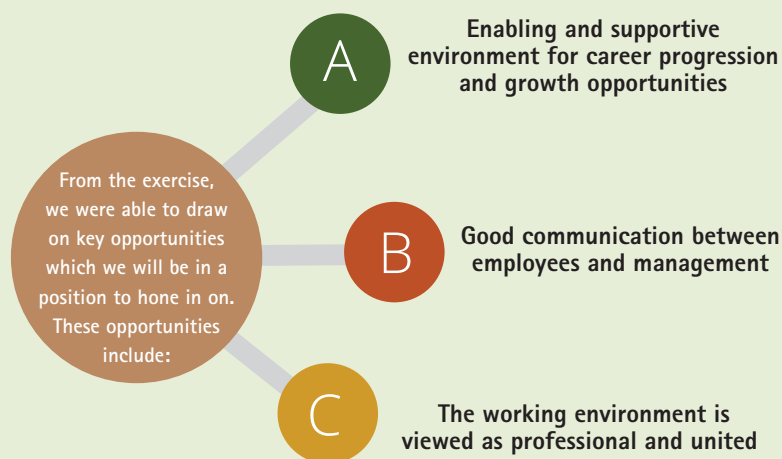 From the exercise,
we were able to draw
on key opportunities
which we will be in a
position to hone in on.
These opportunities
include:
A
Enabling and supportive
environment for career progression
and growth opportunities
B
Good communication between
employees and management
C
The working environment is
viewed as professional and united